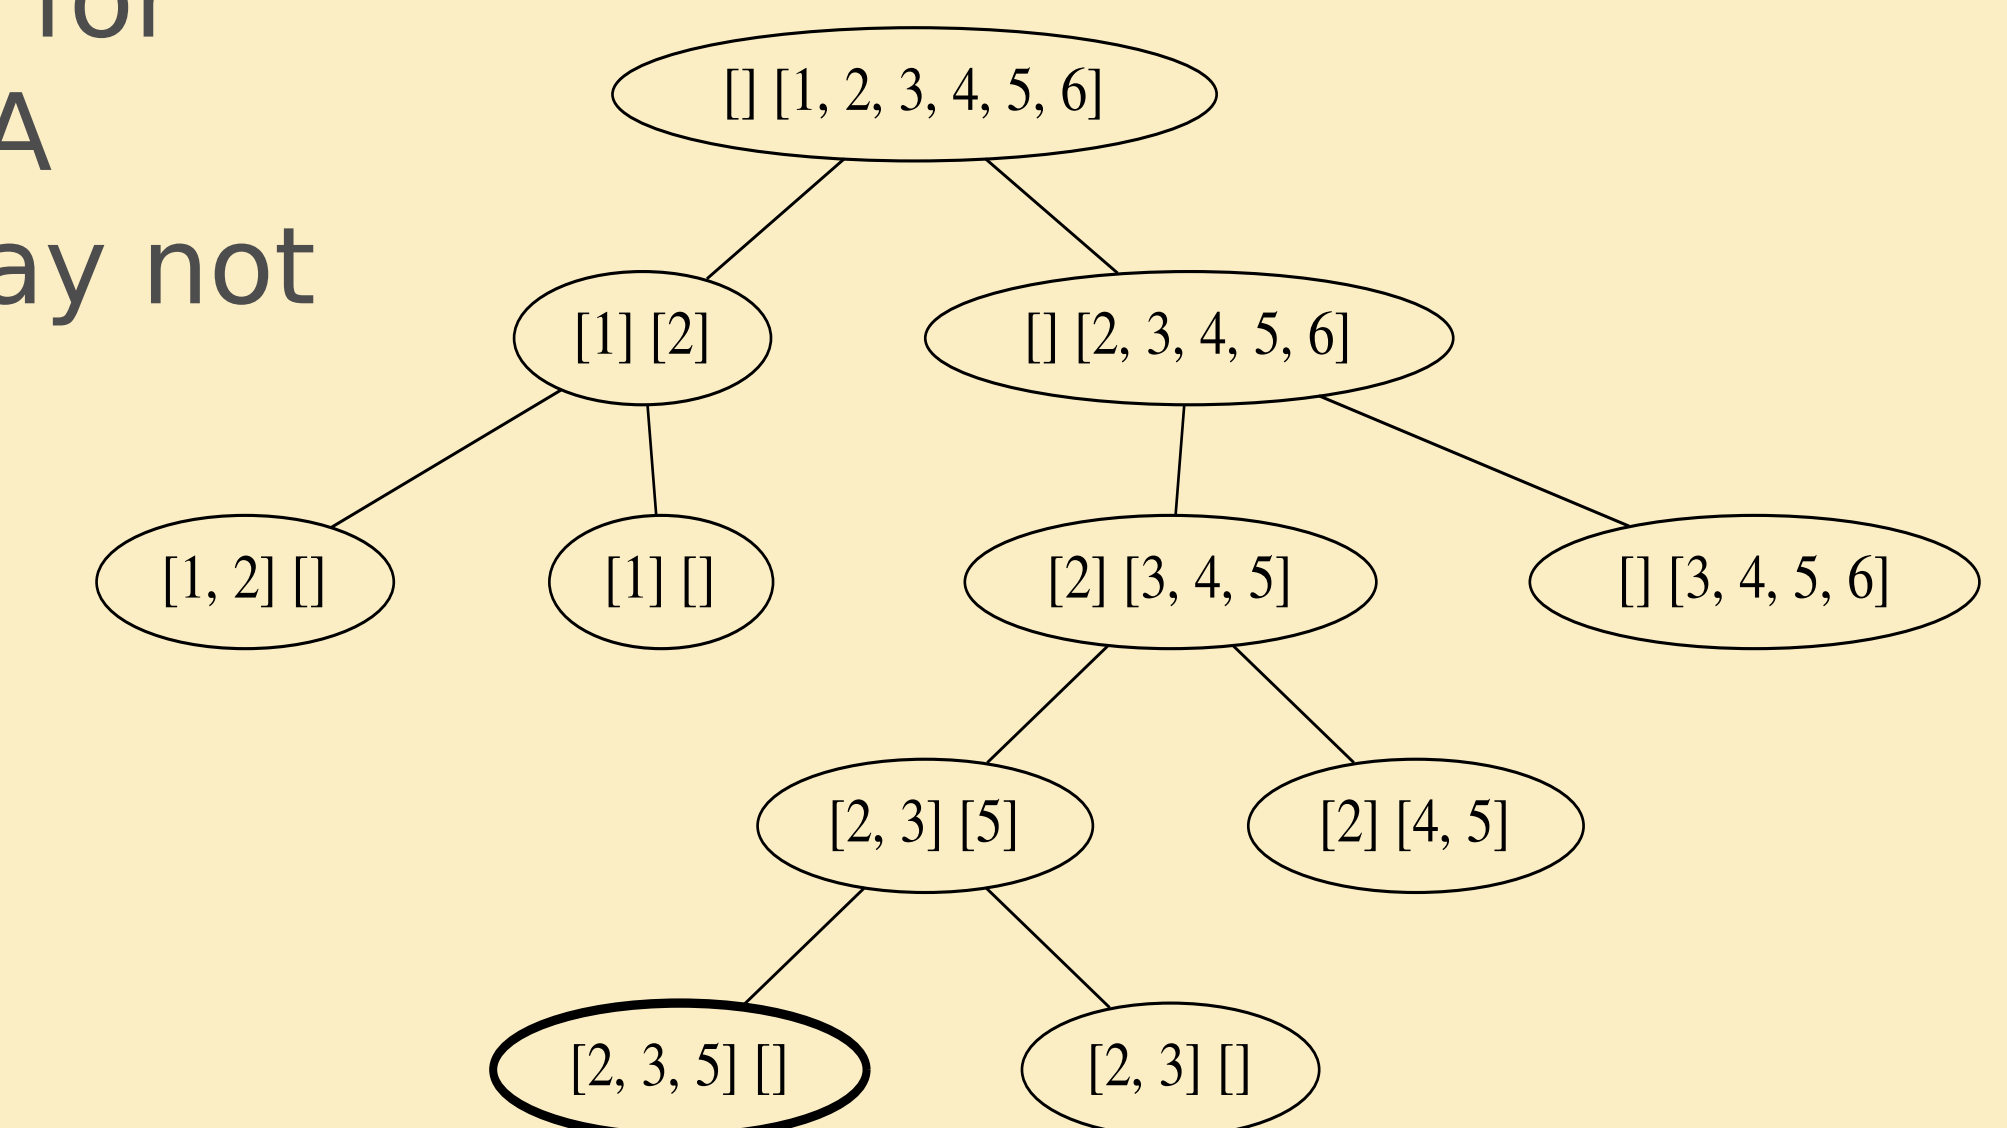 for
A
ay not
[] [1, 2, 3, 4, 5, 6]
[1] [2]
[] [2, 3, 4, 5, 6]
[1, 2] []
[1] []
[2] [3, 4, 5]
[] [3, 4, 5, 6]
[2, 3] [5]
[2] [4, 5]
[2, 3, 5] []
[2, 3] []